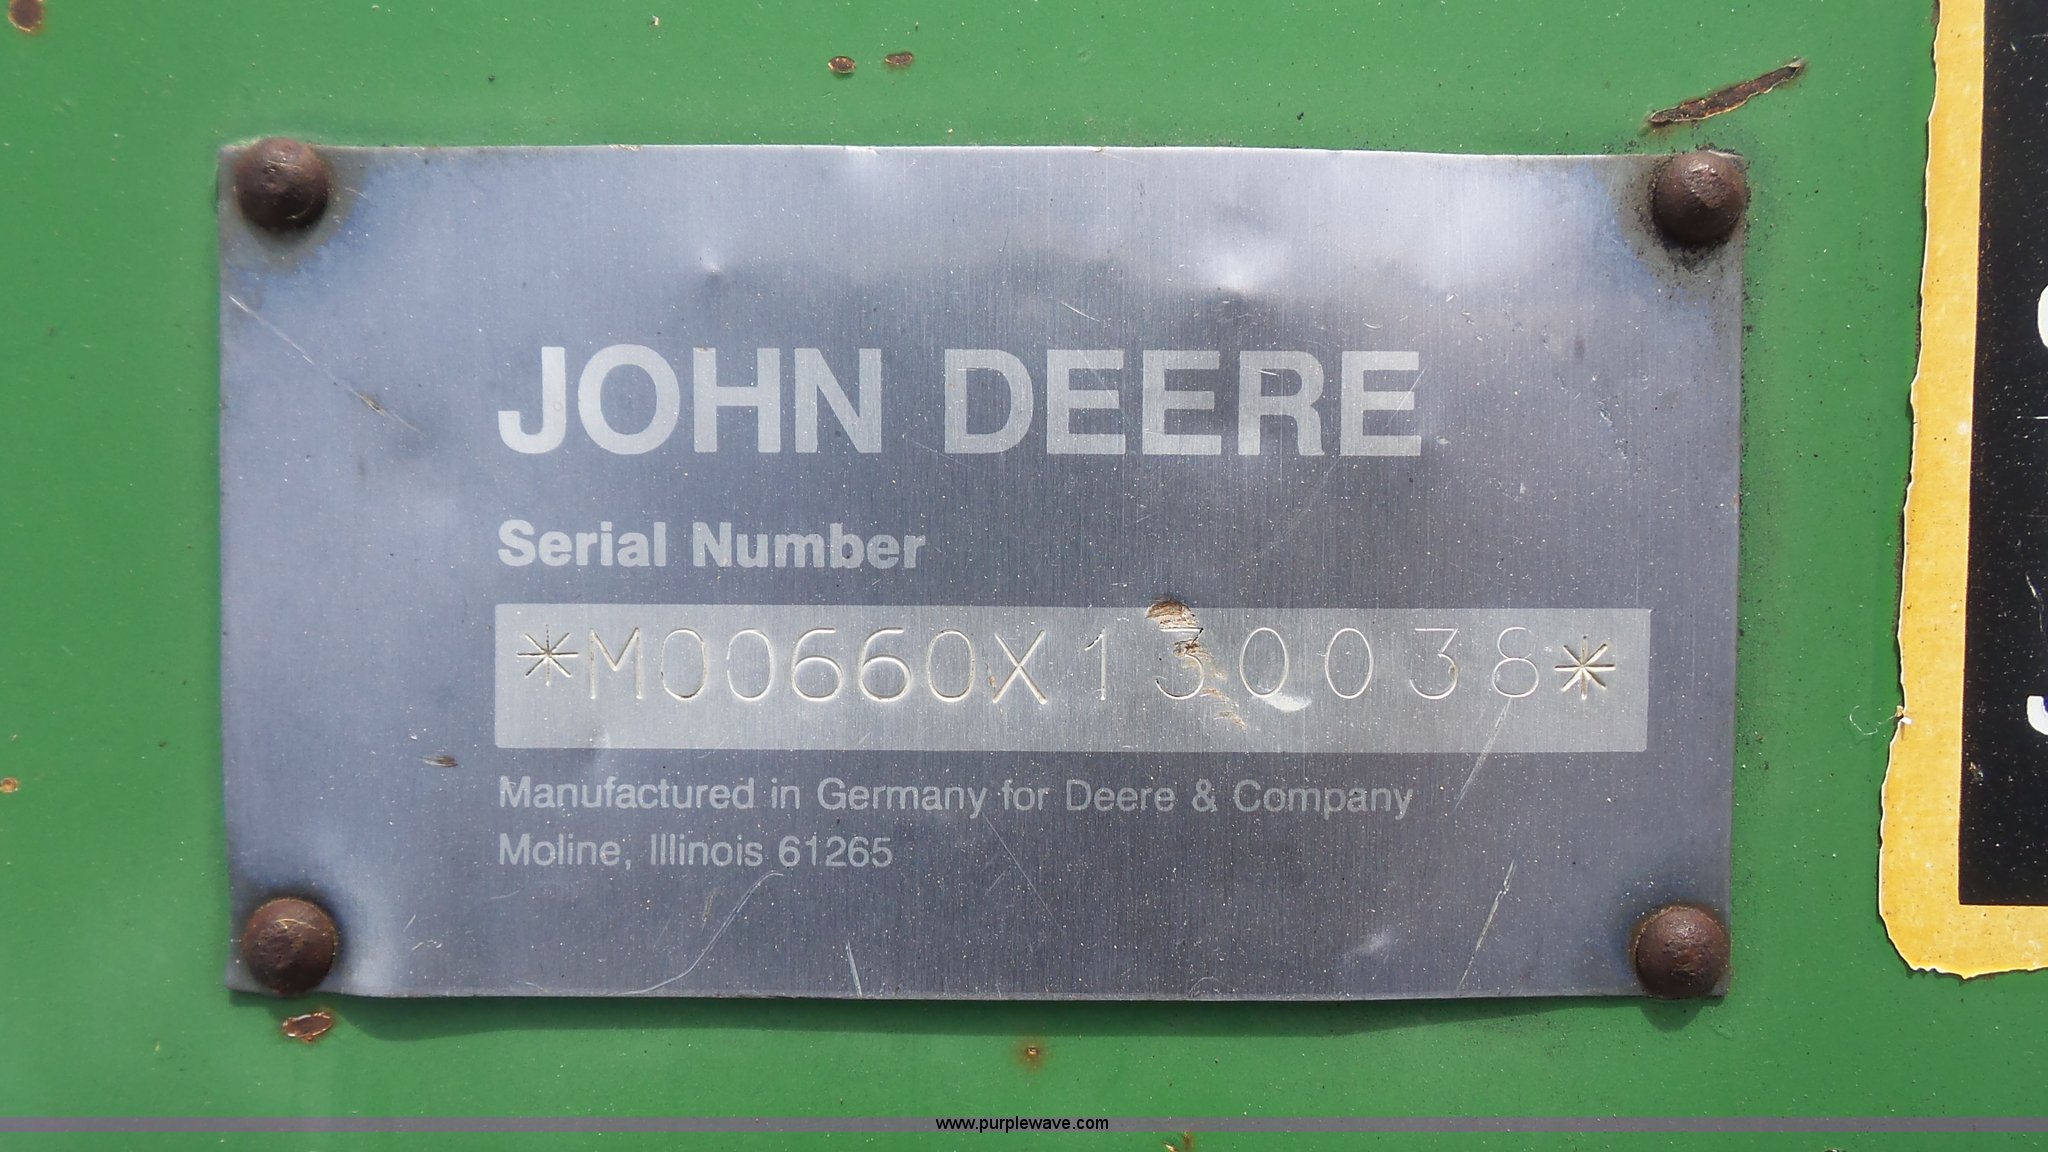 JOHN DEERE
Serial Number
*M00660X130038*
Manufactured in Germany for Deere & Company
Moline, Illinois 61265
www.purplewave.com